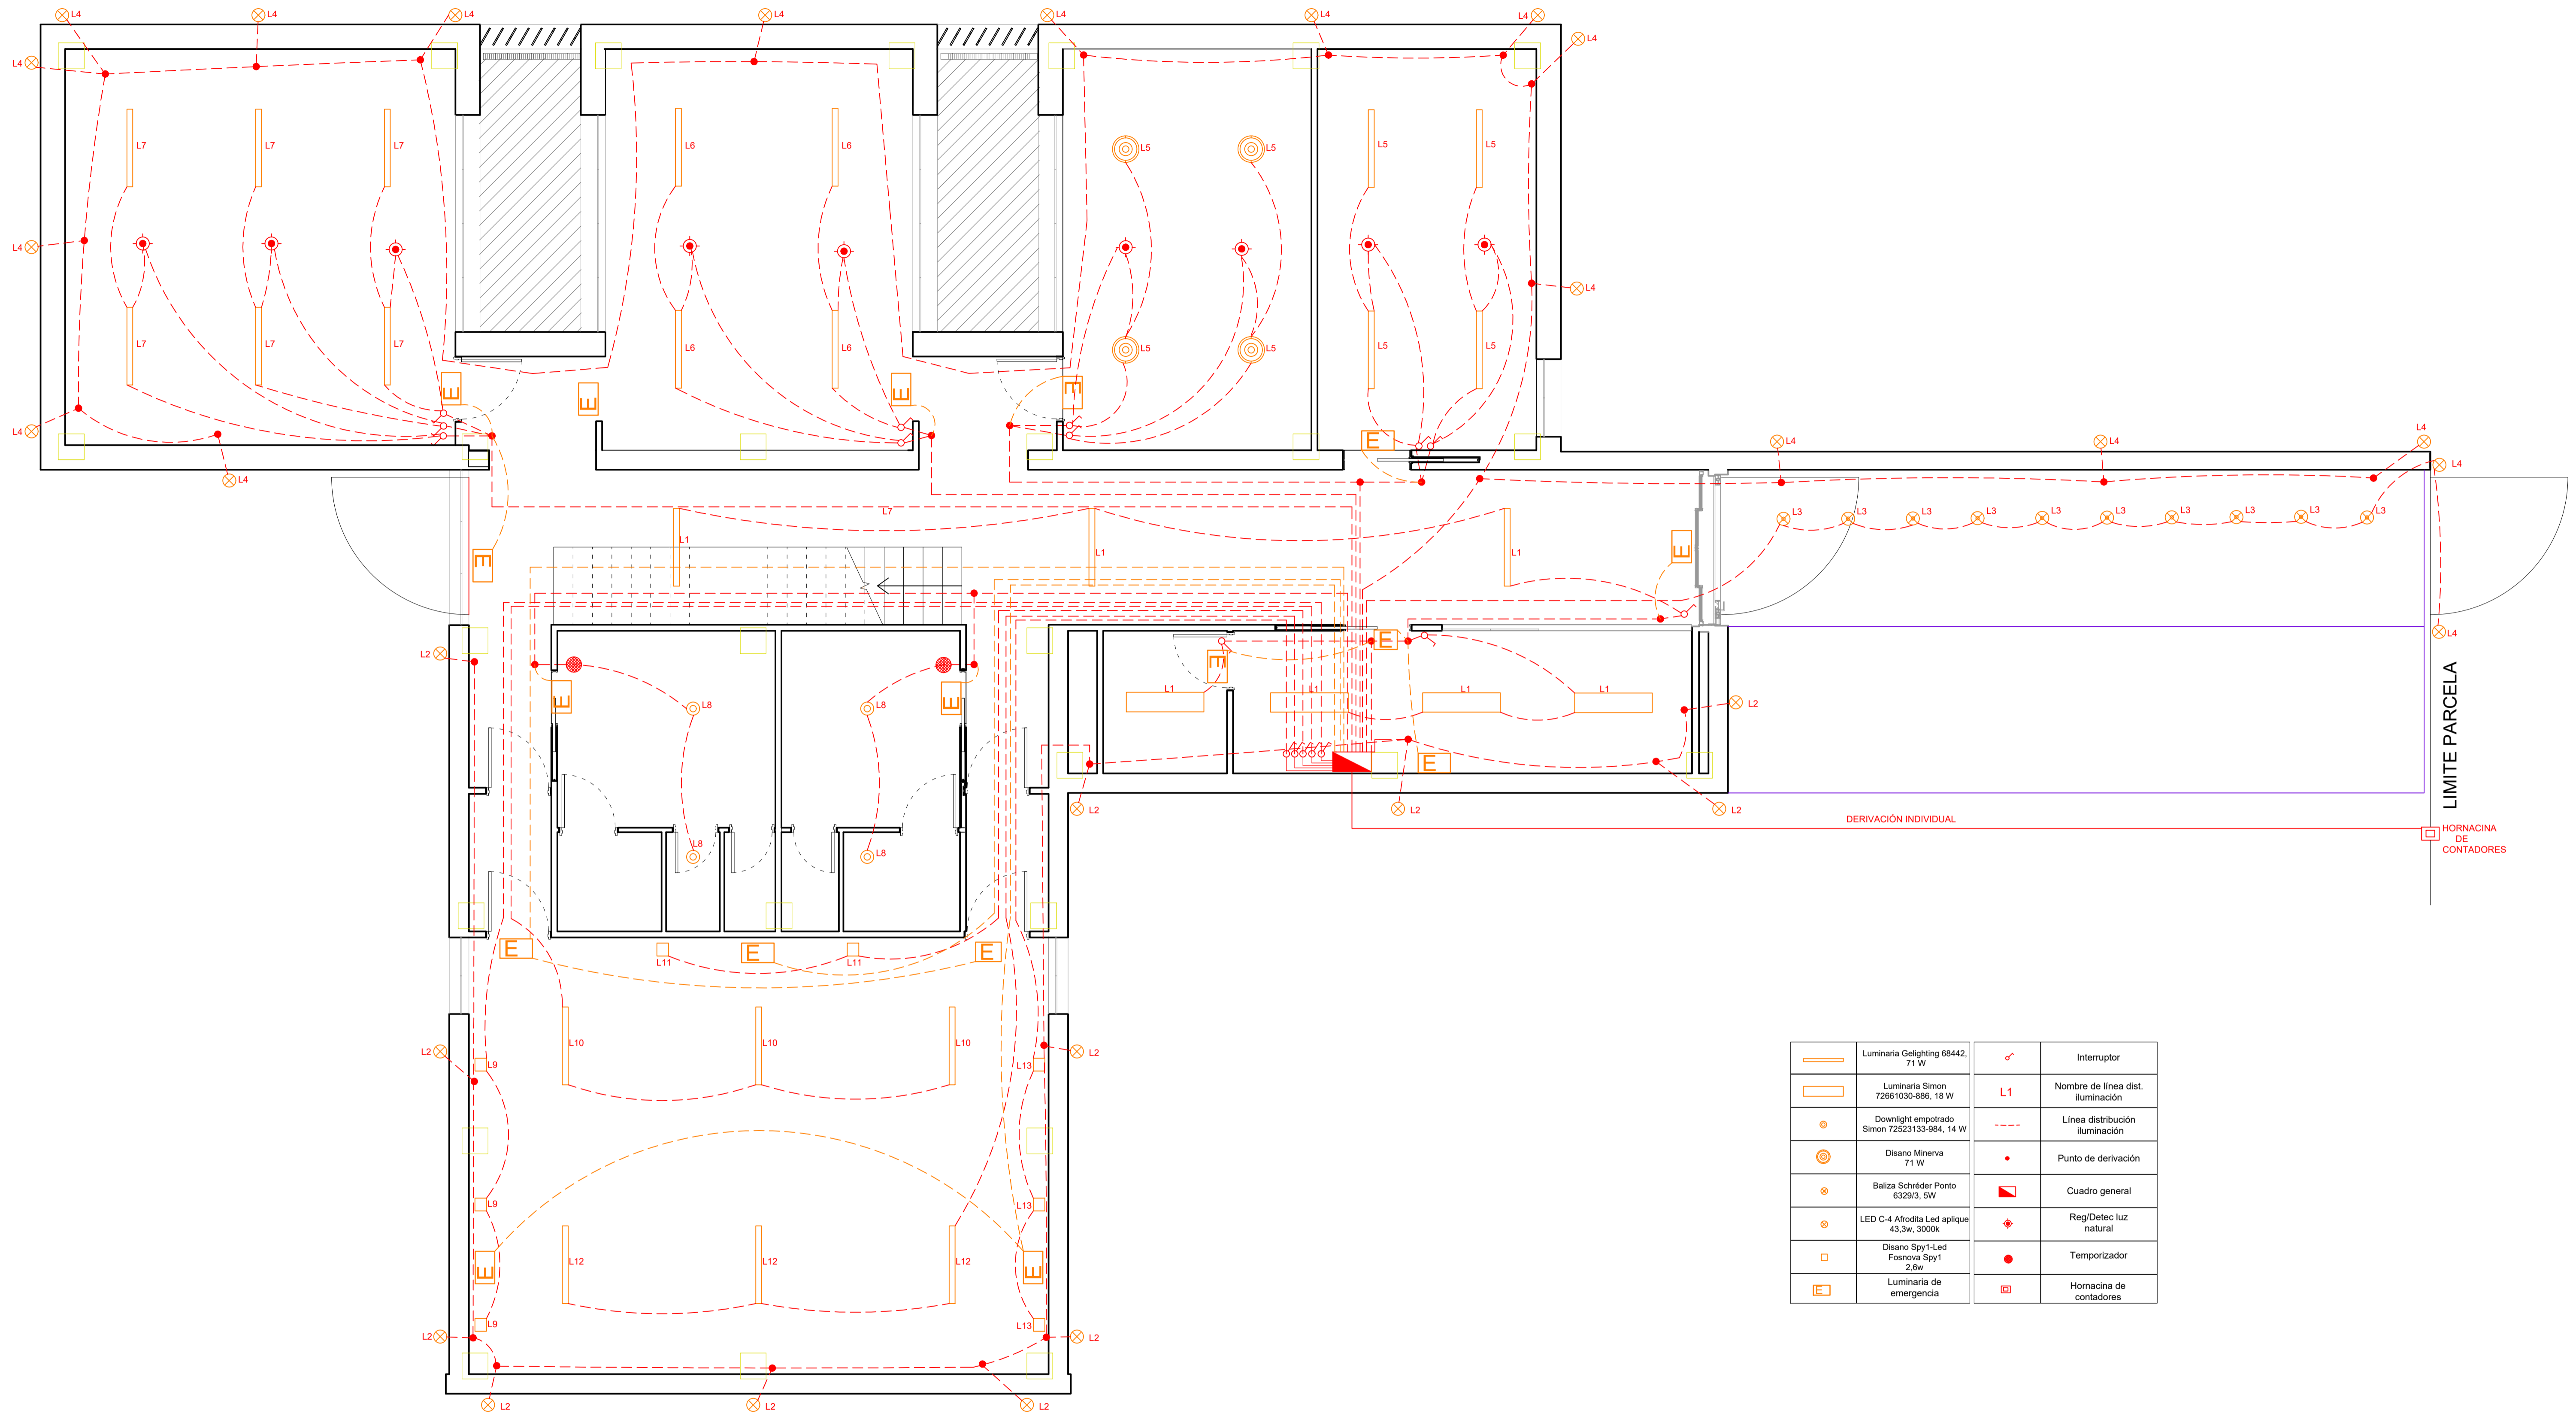 L4 L4 L4 L4 L4 L4 L4
L4 L4
L7 L7 L7 L6 L6 L5 L5 L5 L5
L4
L4
L7 L7 L7 L6 L6 L5 L5 L5 L5
E E E E
L4 E L4 L4 L4
L4 L4
L7 L3 L3 L3 L3 L3 L3 L3 L3 L3 L3
L1 L1 L1
E E
L2 E L4
E
L1 L1 L1 L1
E E L8 L8 L2
E
L2 L2 L2
LIMITE PARCELA
DERIVACIÓN INDIVIDUAL
HORNACINA
DE
CONTADORES
L8 L8
E E E
L11 L11
L10 L10 L10
L2 L9 L13 L2
L9 L13
L12 L12 L12
E E
L9 L13
L2 L2
L2 L2 L2
Luminaria Gelighting 68442,
71 W
Interruptor
Luminaria Simon
72661030-886, 18 W
L1
Nombre de línea dist.
iluminación
Downlight empotrado
Simon 72523133-984, 14 W
Línea distribución
iluminación
Disano Minerva
71 W
Punto de derivación
Baliza Schréder Ponto
6329/3, 5W
Cuadro general
LED C-4 Afrodita Led aplique
43,3w, 3000k
Reg/Detec luz
natural
Disano Spy1-Led
Fosnova Spy1
2,6w
Temporizador
E
Luminaria de
emergencia
Hornacina de
contadores